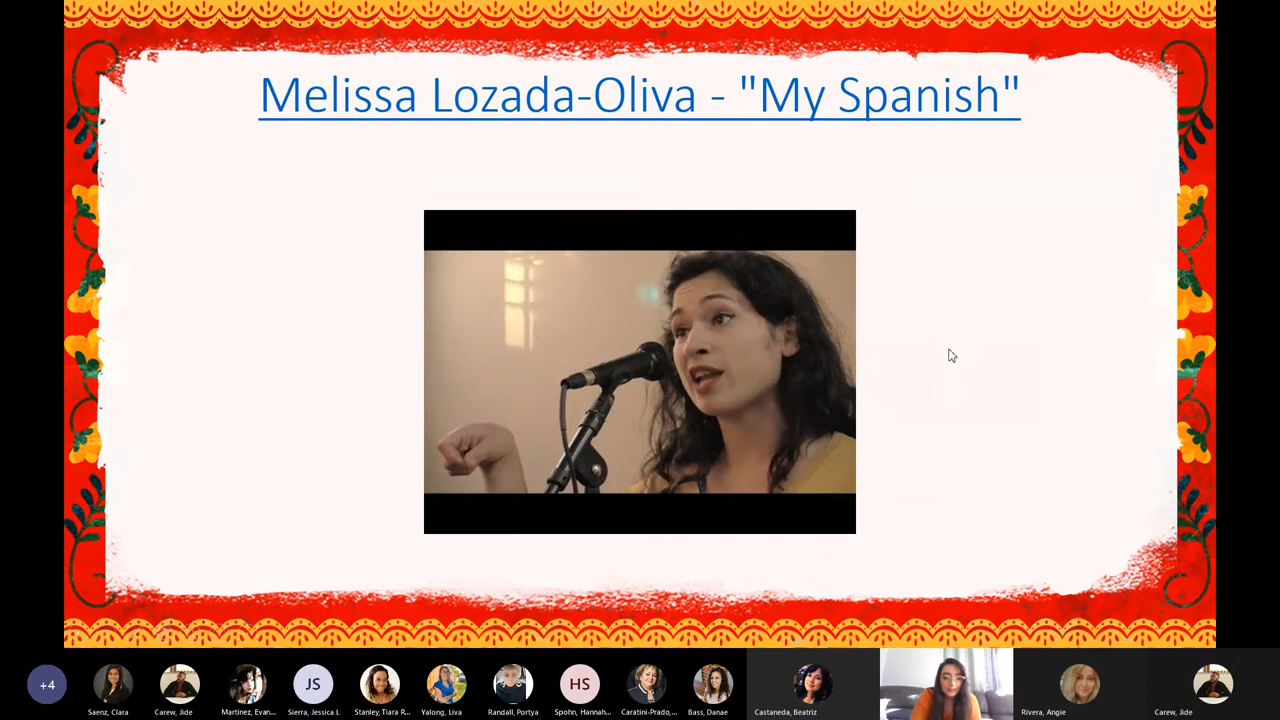 Melissa Lozada-Oliva - "My Spanish"
+4
Saenz, Clara
Carew, Jide
Martinez, Evan...
JS
Sierra, Jessica L
Stanley, Tiara R...
Yalong, Liva
Randall, Portya
HS
Spohn, Hannah...
Caratini-Prado,...
Bass, Danae
Castaneda, Beatriz
Rivera, Angie
Carew, Jide